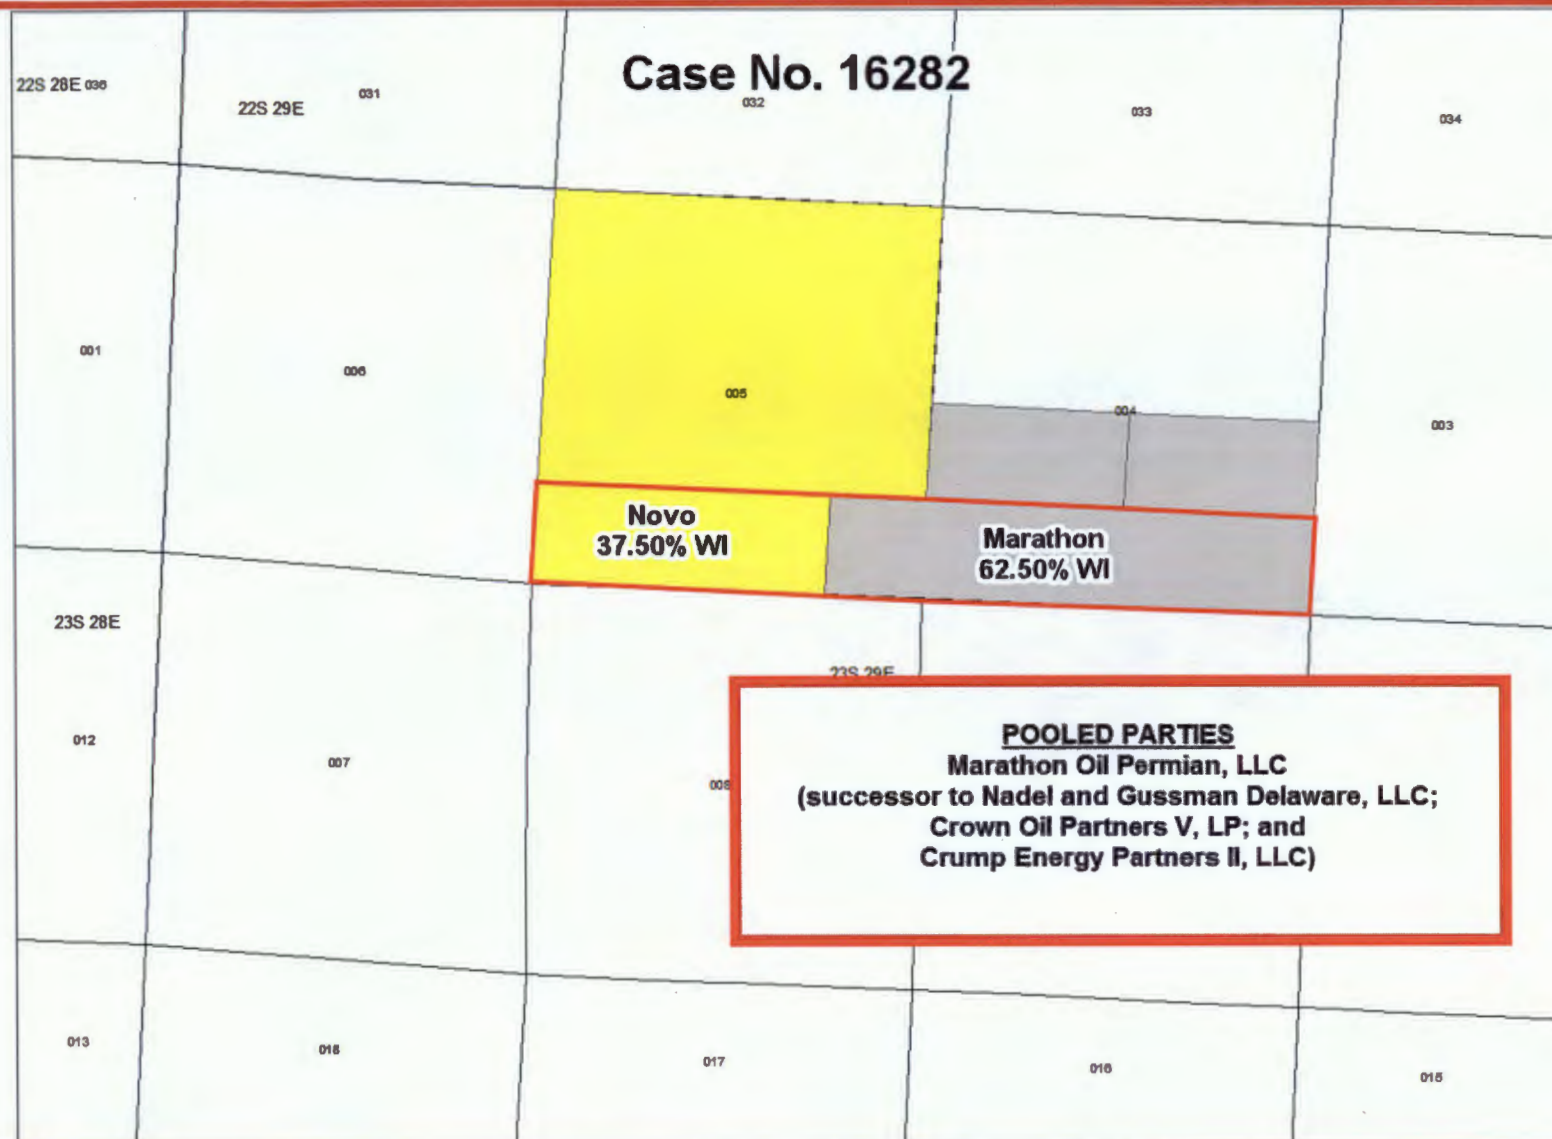 Case No. 16282
22S 28E 036
22S 29E
031
032
033
034
001
006
005
004
003
Novo
37.50% WI
Marathon
62.50% WI
23S 28E
23S 29E
012
007
008
POOLED PARTIES
Marathon Oil Permian, LLC
(successor to Nadel and Gussman Delaware, LLC;
Crown Oil Partners V, LP; and
Crump Energy Partners II, LLC)
013
018
017
016
015